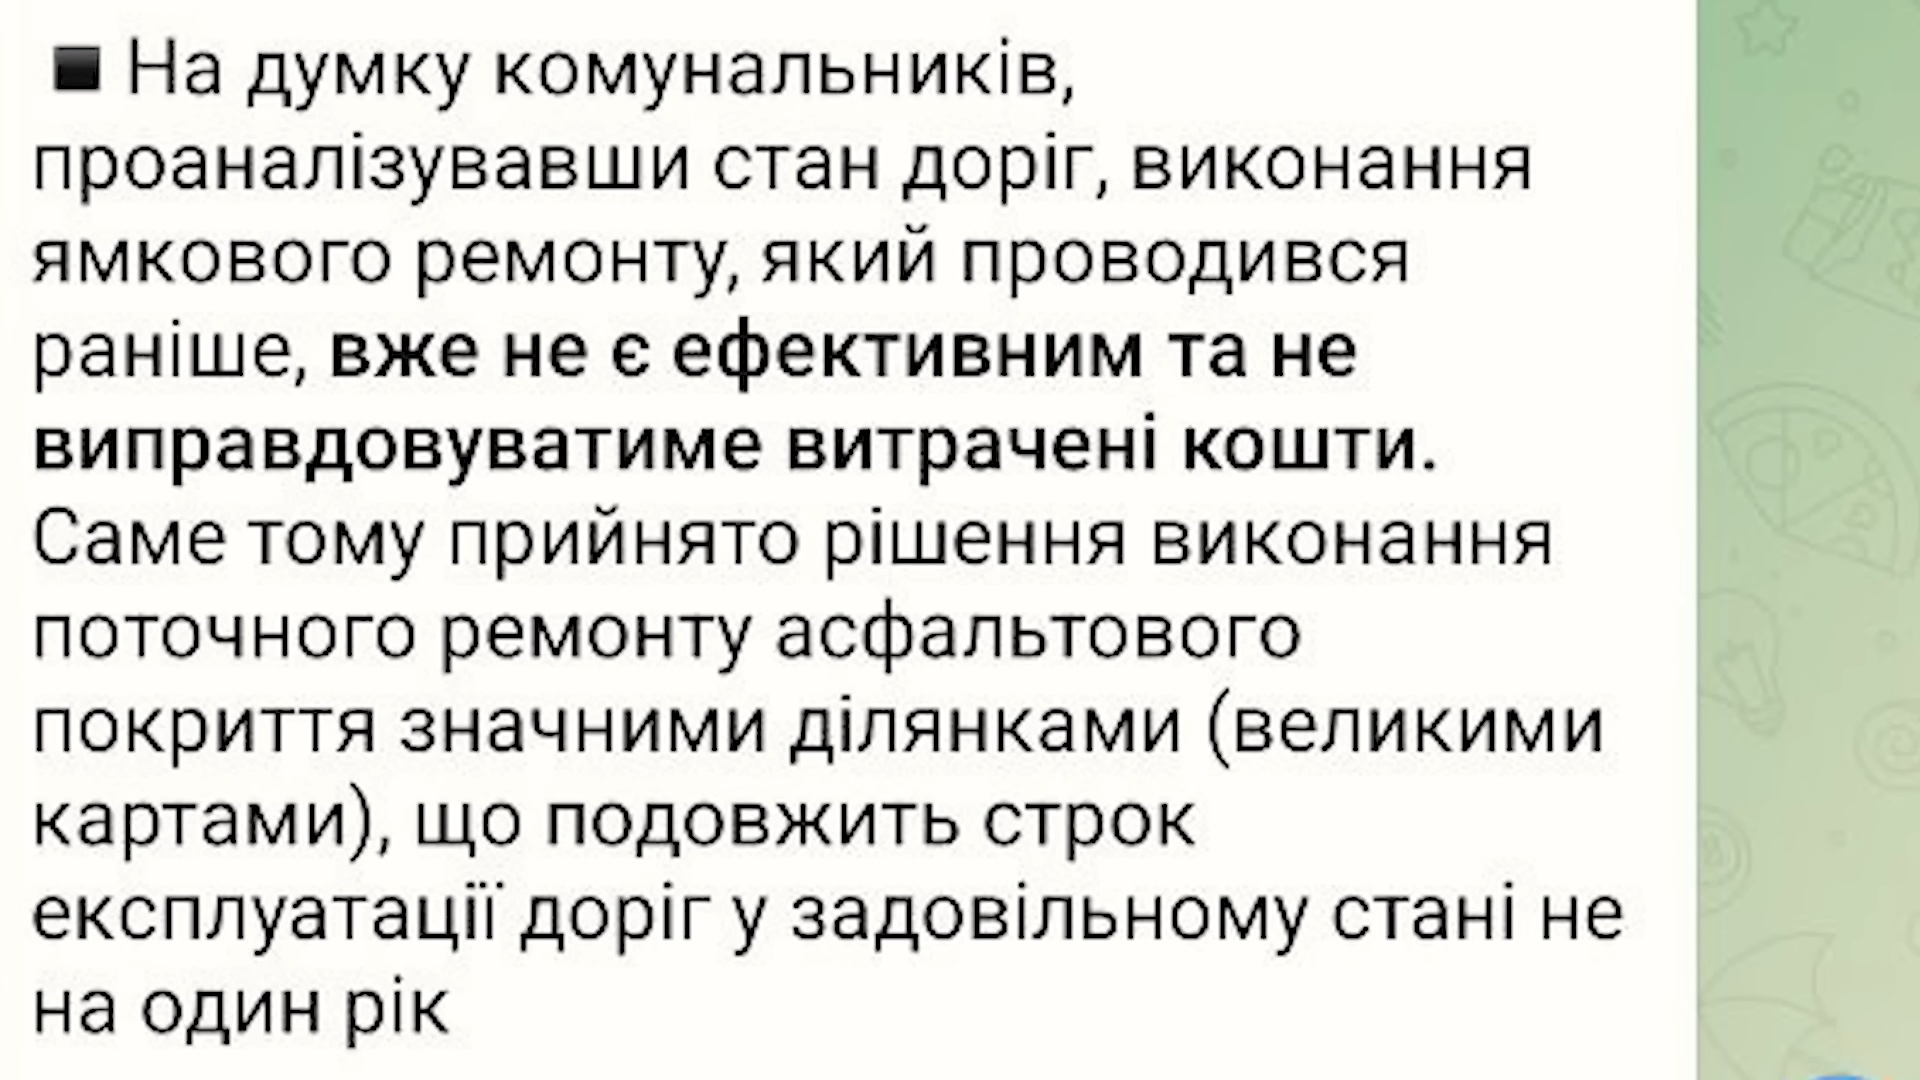 ◾ На думку комунальників,
проаналізувавши стан доріг, виконання
ямкового ремонту, який проводився
раніше, вже не є ефективним та не
виправдовуватиме витрачені кошти.
Саме тому прийнято рішення виконання
поточного ремонту асфальтового
покриття значними ділянками (великими
картами), що подовжить строк
експлуатації доріг у задовільному стані не
на один рік